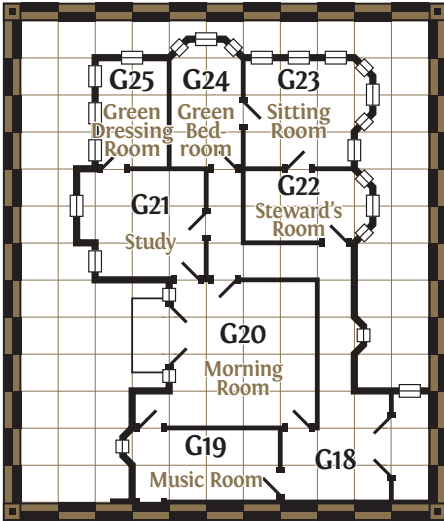 G25
Green
Dressing
Room
G24
Green
Bed-
room
G23
Sitting
Room
G22
Steward's
Room
G21
Study
G20
Morning
Room
G19
Music Room
G18